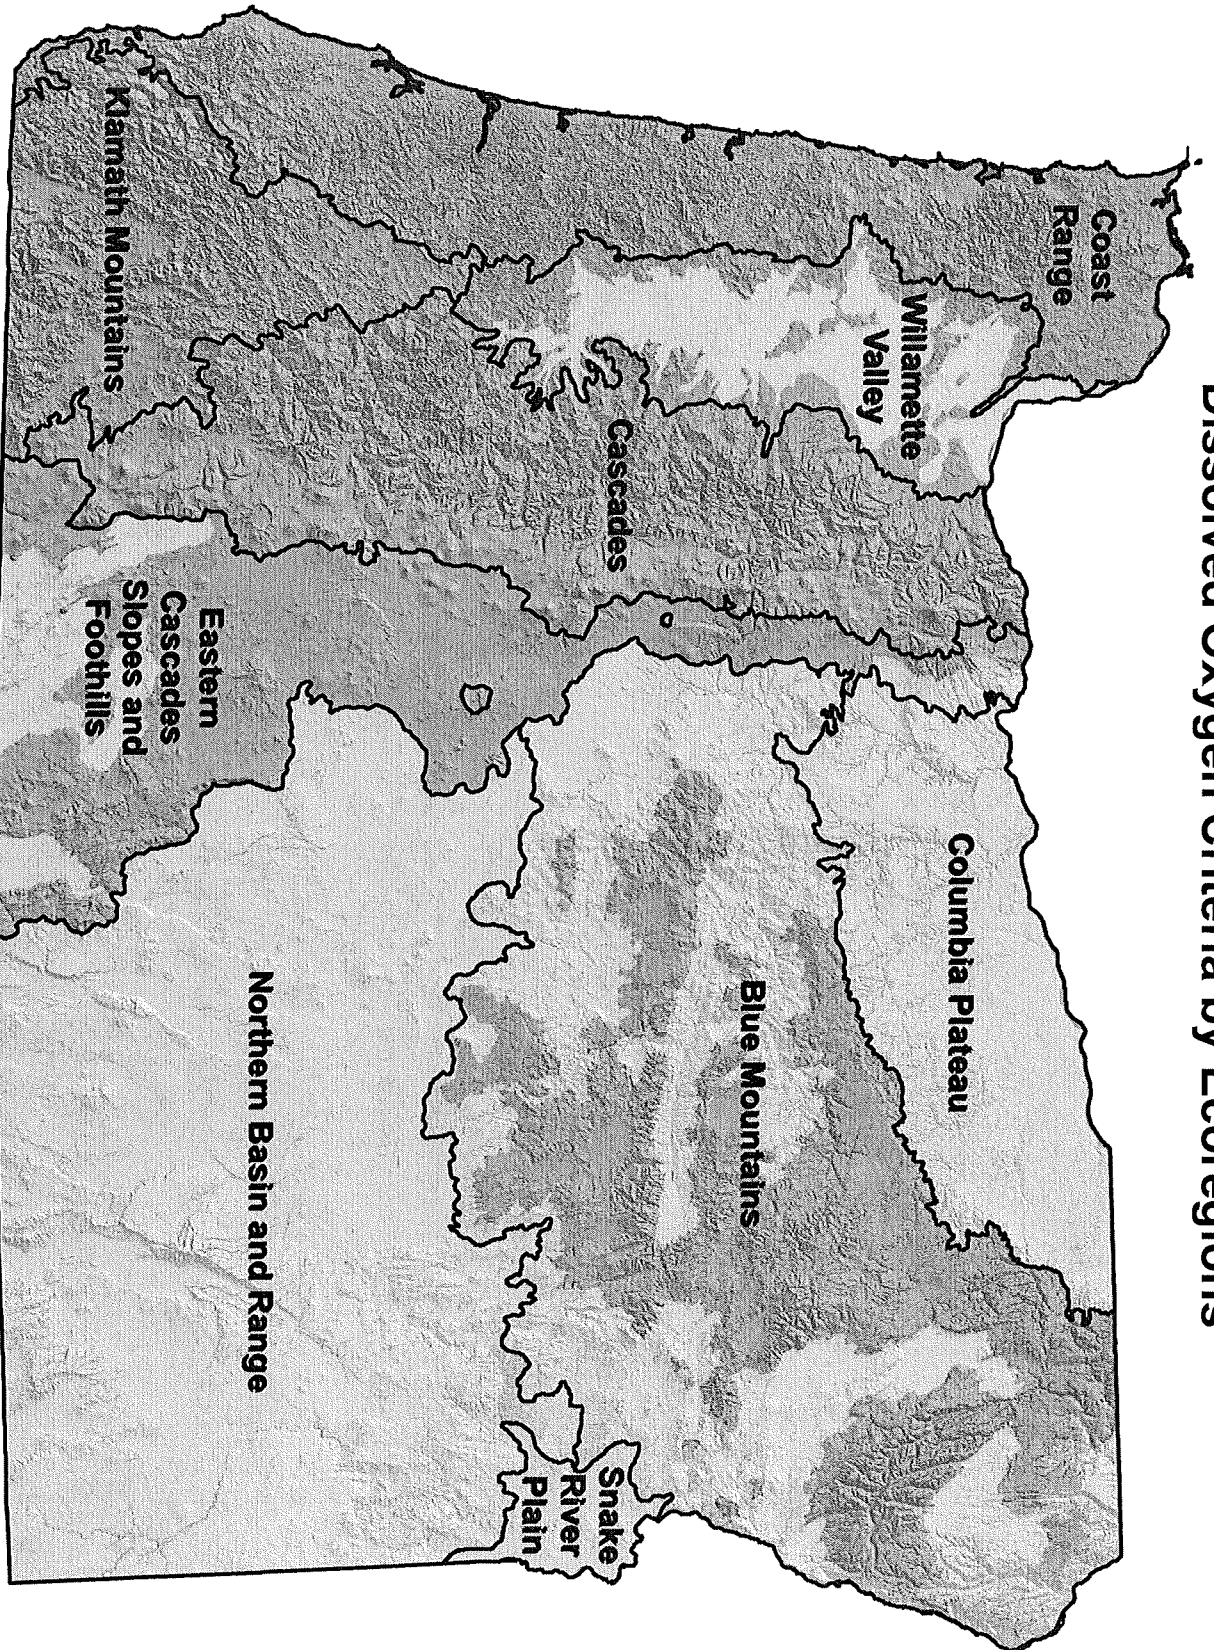 Dissolved Oxygen Criteria by Ecoregions
Coast
Range
Willamette
Valley
Columbia Plateau
Cascades
Blue Mountains
Klamath Mountains
Eastern
Cascades
Slopes and
Foothills
Northern Basin and Range
Snake
River
Plain